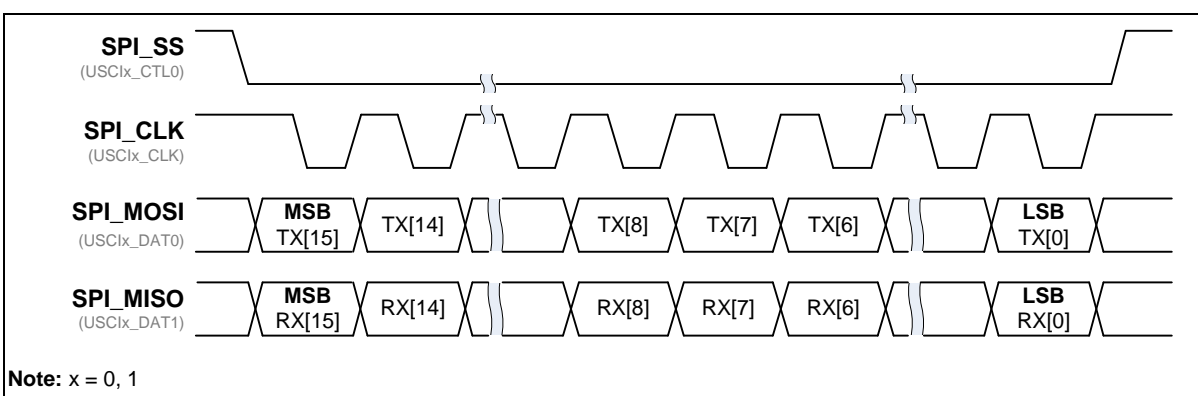 SPI_SS
(USCIx_CTL0)
SPI_CLK
(USCIx_CLK)
SPI_MOSI
(USCIx_DAT0)
MSB
TX[15]
TX[14]
TX[8]
TX[7]
TX[6]
LSB
TX[0]
SPI_MISO
(USCIx_DAT1)
MSB
RX[15]
RX[14]
RX[8]
RX[7]
RX[6]
LSB
RX[0]
Note: x = 0, 1